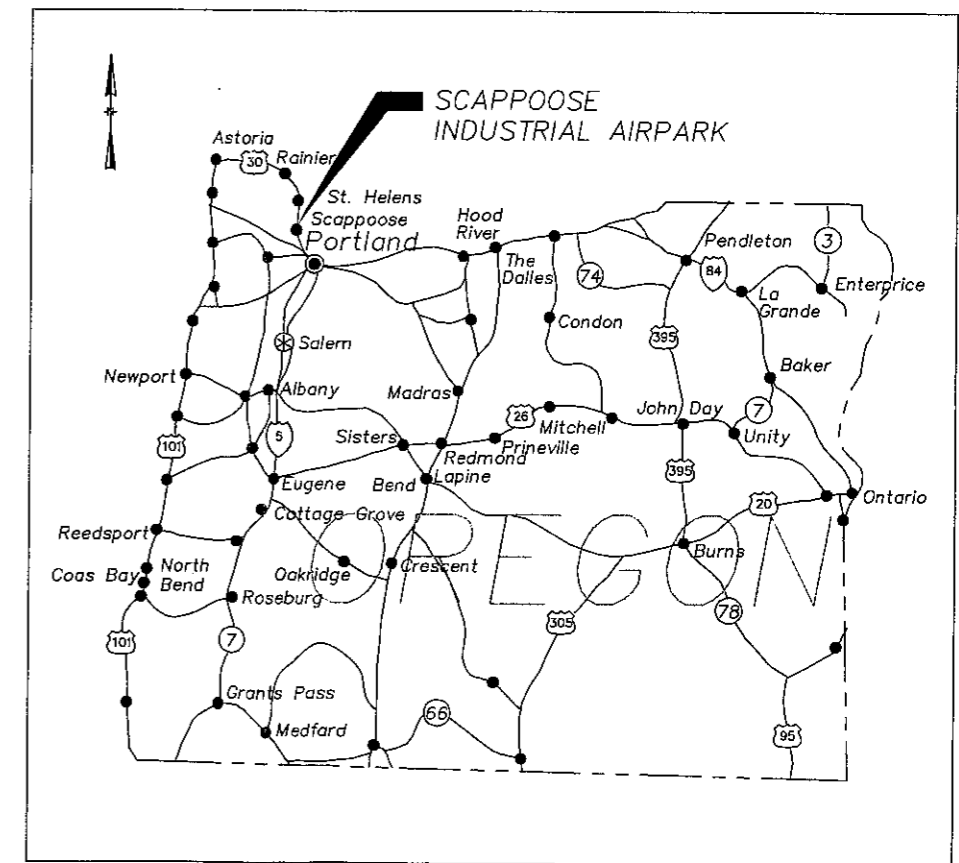 SCAPPOOSE
INDUSTRIAL AIRPARK
Astoria
30
Rainier
St. Helens
Scappoose
Portland
Hood
River
The
Dalles
74
Pendleton
84
3
La
Grande
Enterprice
Salem
Condon
395
Newport
Albany
Madras
Baker
101
5
Sisters
26
Mitchell
John Day
7
Unity
Redmond
Prineville
Eugene
Bend
Lapine
395
20
Ontario
Reedsport
Cottage Grove
OREGON
Burns
Coas Bay
North
Bend
Oakridge
Crescent
Roseburg
305
78
101
7
Grants Pass
66
Medfard
95